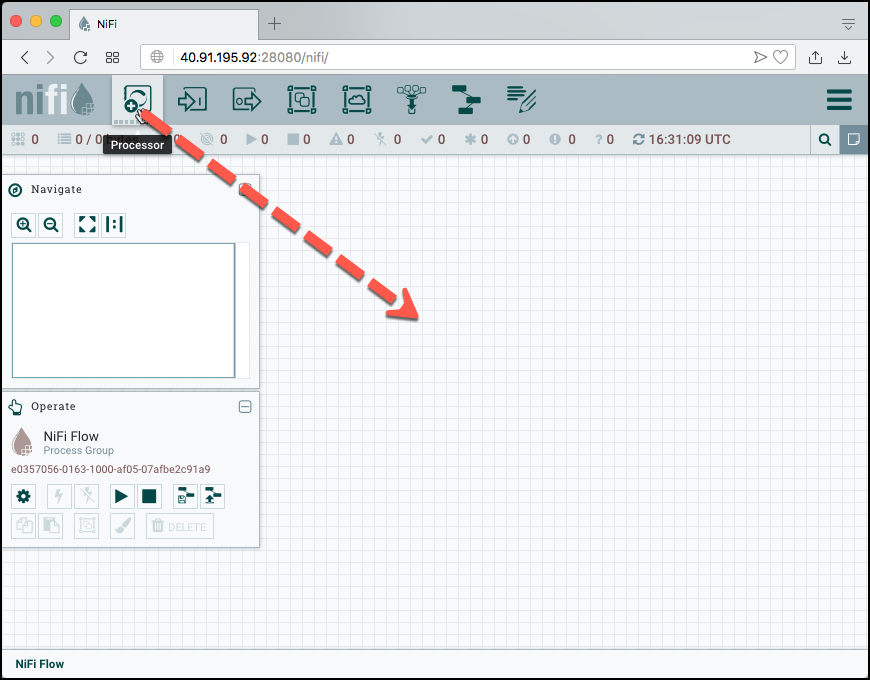 NiFi
40.91.195.92:28080/nifi/
nifi
0 0 / 0 0 0 0 0 0 0 0 0 ? 0 16:31:09 UTC
Processor
Navigate
Operate
NiFi Flow
Process Group
e0357056-0163-1000-af05-07afbe2c91a9
DELETE
NiFi Flow